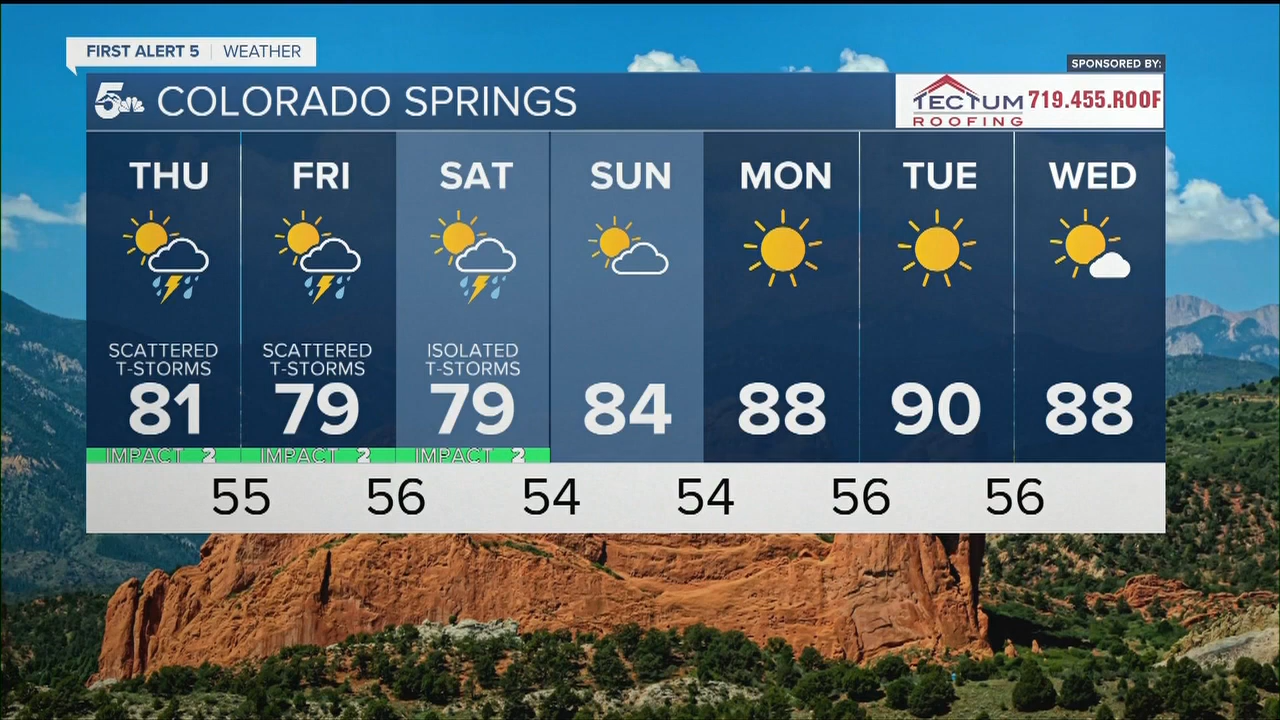 FIRST ALERT 5 | WEATHER
SPONSORED BY:
5 COLORADO SPRINGS
TECTUM 719.455.ROOF
ROOFING
THU FRI SAT SUN MON TUE WED
SCATTERED SCATTERED ISOLATED
T-STORMS T-STORMS T-STORMS
81 79 79 84 88 90 88
IMPACT 2 IMPACT 2 IMPACT 2
55 56 54 54 56 56